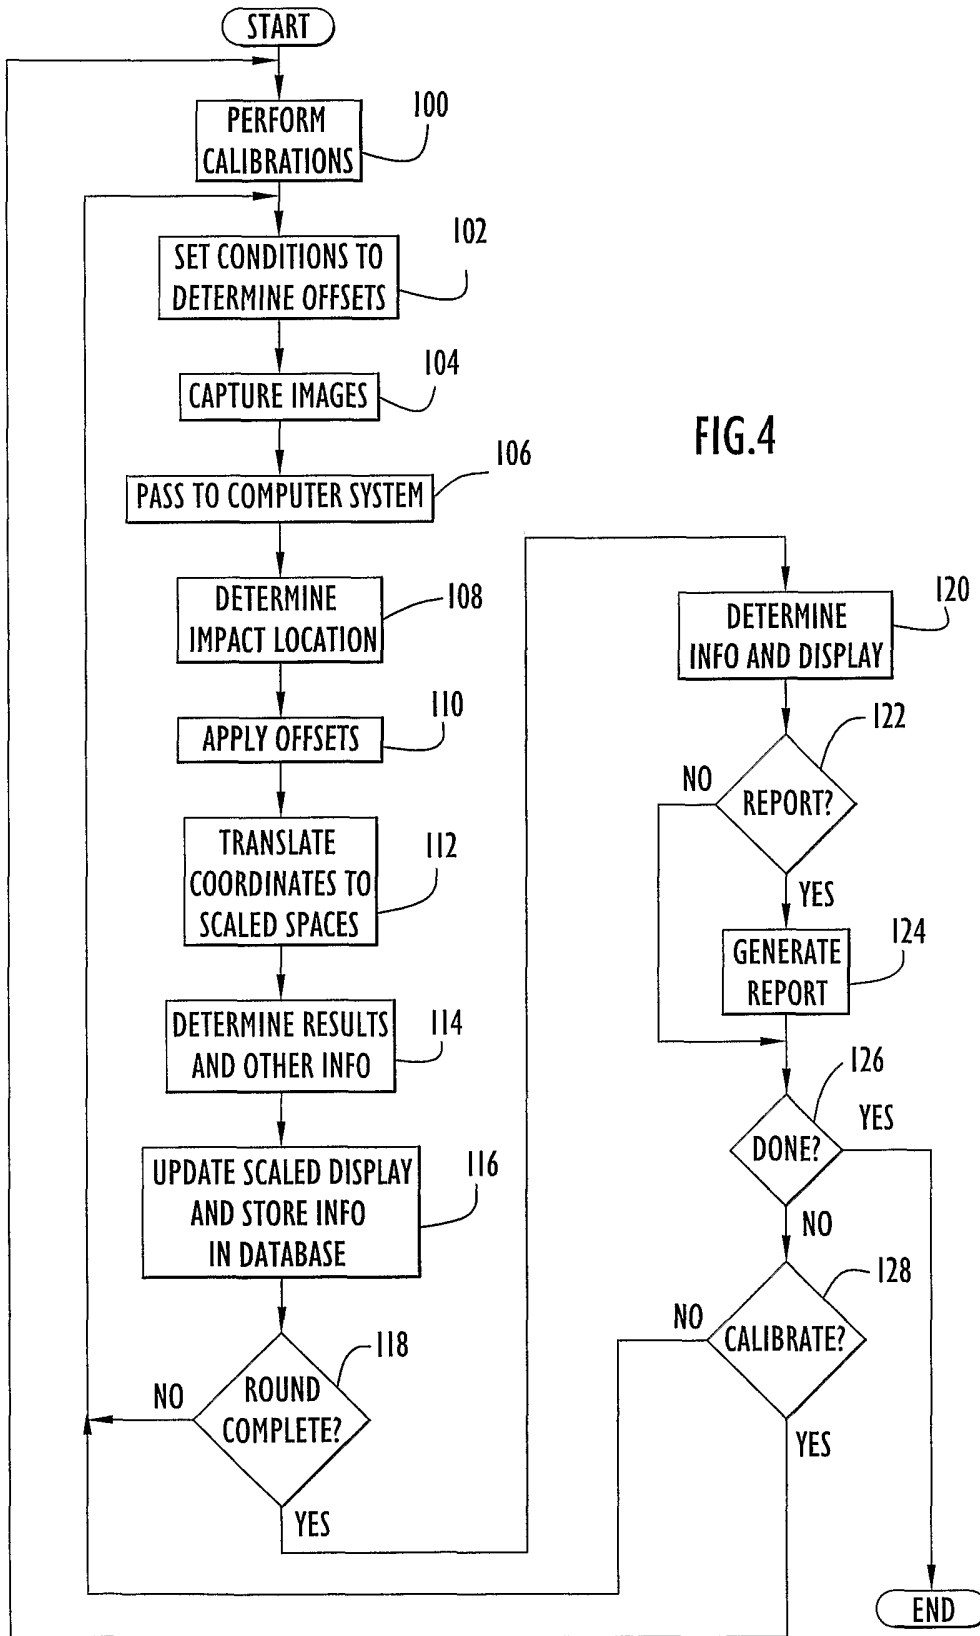 START
100
PERFORM
CALIBRATIONS
102
SET CONDITIONS TO
DETERMINE OFFSETS
104
CAPTURE IMAGES
106
PASS TO COMPUTER SYSTEM
DETERMINE
IMPACT LOCATION
108
110
APPLY OFFSETS
TRANSLATE
COORDINATES TO
SCALED SPACES
112
DETERMINE RESULTS
AND OTHER INFO
114
UPDATE SCALED DISPLAY
AND STORE INFO
IN DATABASE
116
118
ROUND
COMPLETE?
NO
YES
FIG.4
120
DETERMINE
INFO AND DISPLAY
122
NO
REPORT?
YES
124
GENERATE
REPORT
126
YES
DONE?
NO
128
NO
CALIBRATE?
YES
END